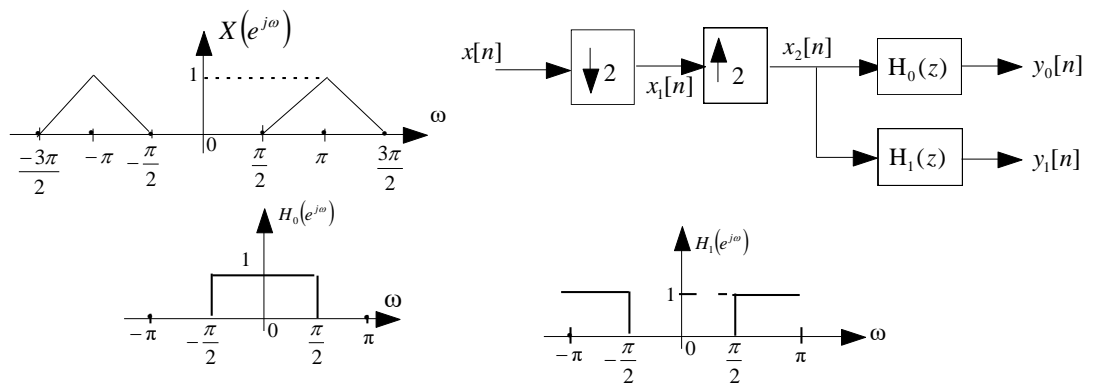 X(e^{jω})
1
ω
0
-3π/2
-π
-π/2
π/2
π
3π/2
x[n]
↓ 2
x₁[n]
↑ 2
x₂[n]
H₀(z)
y₀[n]
H₁(z)
y₁[n]
H₀(e^{jω})
1
ω
-π
-π/2
0
π/2
π
H₁(e^{jω})
1
ω
-π
-π/2
0
π/2
π